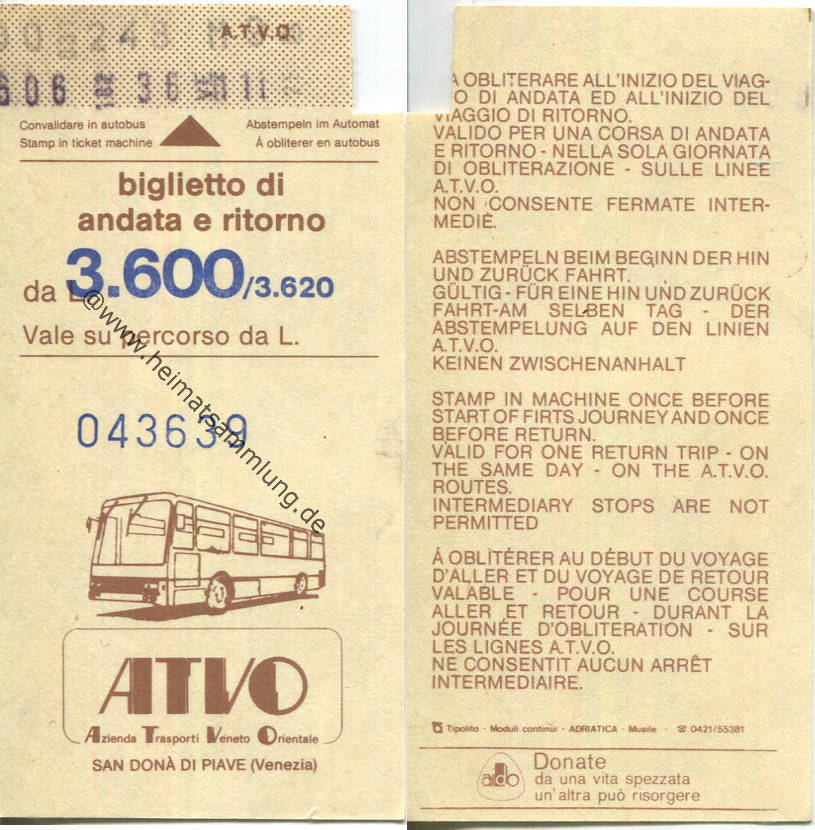 A.T.V.O.
Convalidare in autobus
Stamp in ticket machine
Abstempeln im Automat
Á obliterer en autobus
biglietto di
andata e ritorno
da L. 3.600/3.620
Vale su percorso da L.
043639
@www.heimatsammlung.de
ATVO
Azienda Trasporti Veneto Orientale
SAN DONÀ DI PIAVE (Venezia)
A OBLITERARE ALL'INIZIO DEL VIAG-
IO DI ANDATA ED ALL'INIZIO DEL
VIAGGIO DI RITORNO.
VALIDO PER UNA CORSA DI ANDATA
E RITORNO - NELLA SOLA GIORNATA
DI OBLITERAZIONE - SULLE LINEE
A.T.V.O.
NON CONSENTE FERMATE INTER-
MEDIE.
ABSTEMPELN BEIM BEGINN DER HIN
UND ZURÜCK FAHRT.
GÜLTIG - FÜR EINE HIN UND ZURÜCK
FAHRT-AM SELBEN TAG - DER
ABSTEMPELUNG AUF DEN LINIEN
A.T.V.O.
KEINEN ZWISCHENANHALT
STAMP IN MACHINE ONCE BEFORE
START OF FIRTS JOURNEY AND ONCE
BEFORE RETURN.
VALID FOR ONE RETURN TRIP - ON
THE SAME DAY - ON THE A.T.V.O.
ROUTES.
INTERMEDIARY STOPS ARE NOT
PERMITTED
Á OBLITÉRER AU DÉBUT DU VOYAGE
D'ALLER ET DU VOYAGE DE RETOUR
VALABLE - POUR UNE COURSE
ALLER ET RETOUR - DURANT LA
JOURNÉE D'OBLITERATION - SUR
LES LIGNES A.T.V.O.
NE CONSENTIT AUCUN ARRÊT
INTERMEDIAIRE.
Tipolito - Moduli continui - ADRIATICA - Musile - ☎ 0421/55381
aido
Donate
da una vita spezzata
un'altra può risorgere